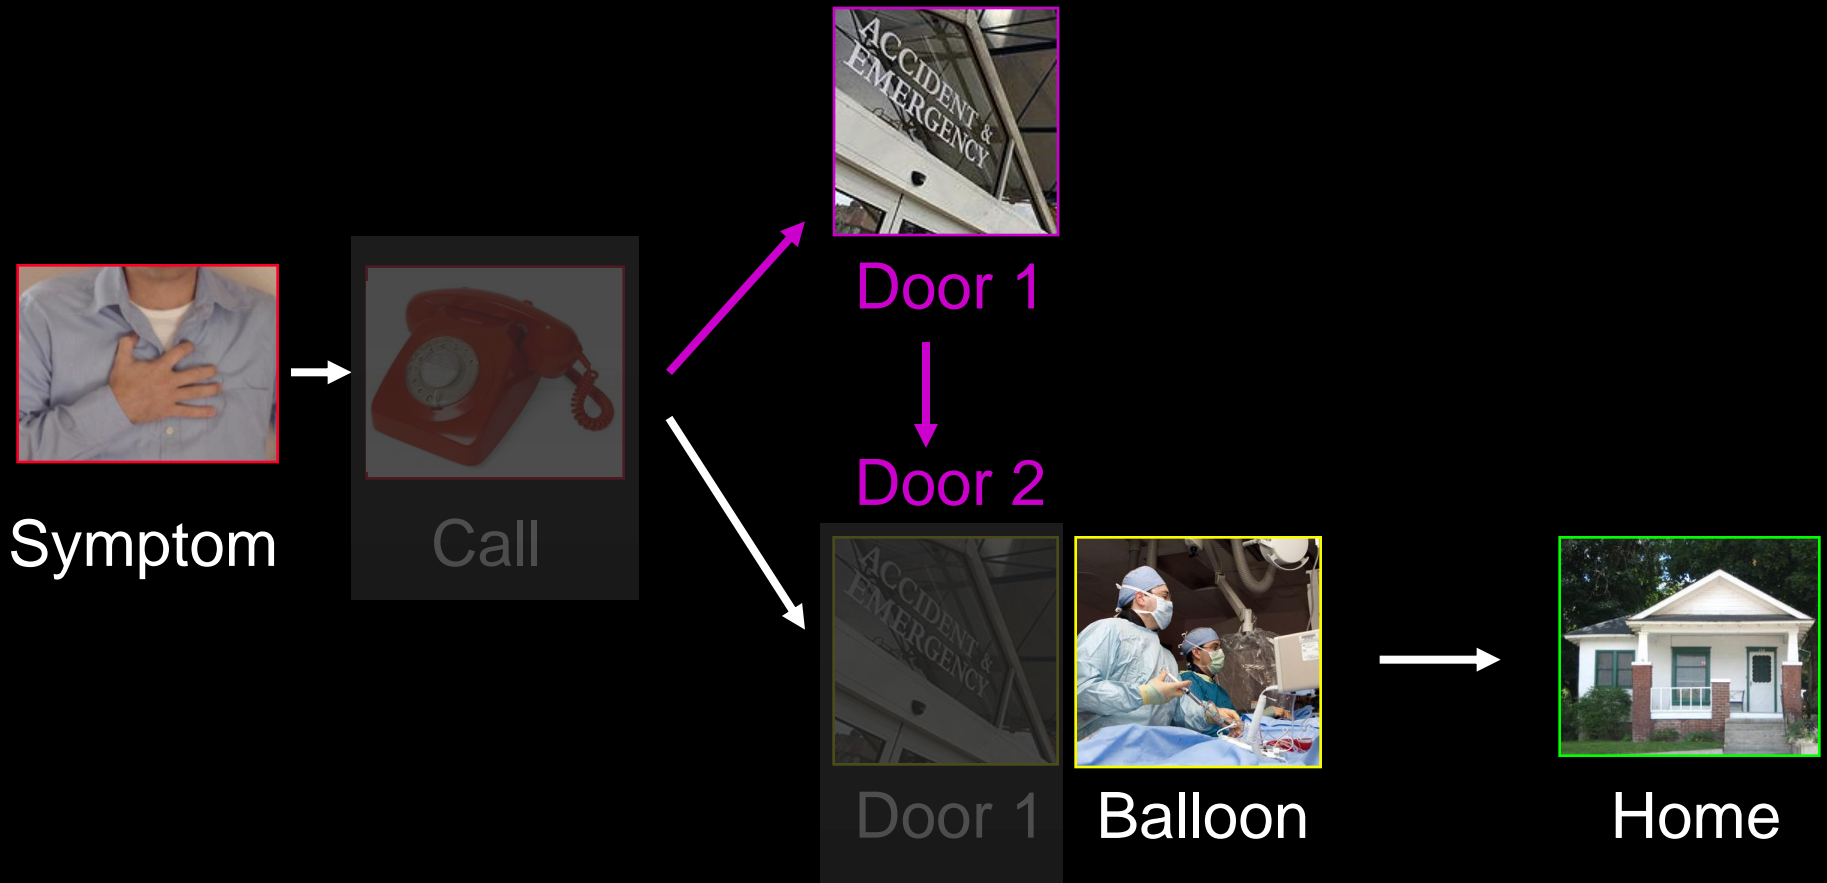 ACCIDENT &
EMERGENCY
Door 1
Door 2
Symptom
Call
ACCIDENT &
EMERGENCY
Door 1
Balloon
Home